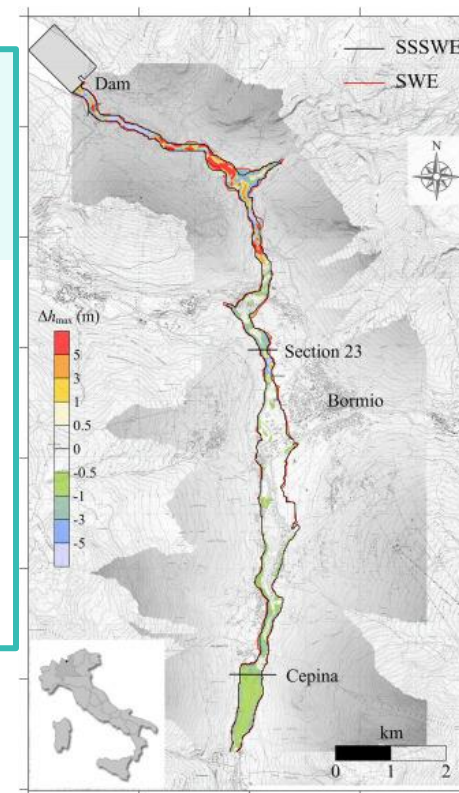 SSSWE
SWE
Dam
N
Δhmax (m)
5
3
1
0.5
0
-0.5
-1
-3
-5
Section 23
Bormio
Cepina
km
0 1 2